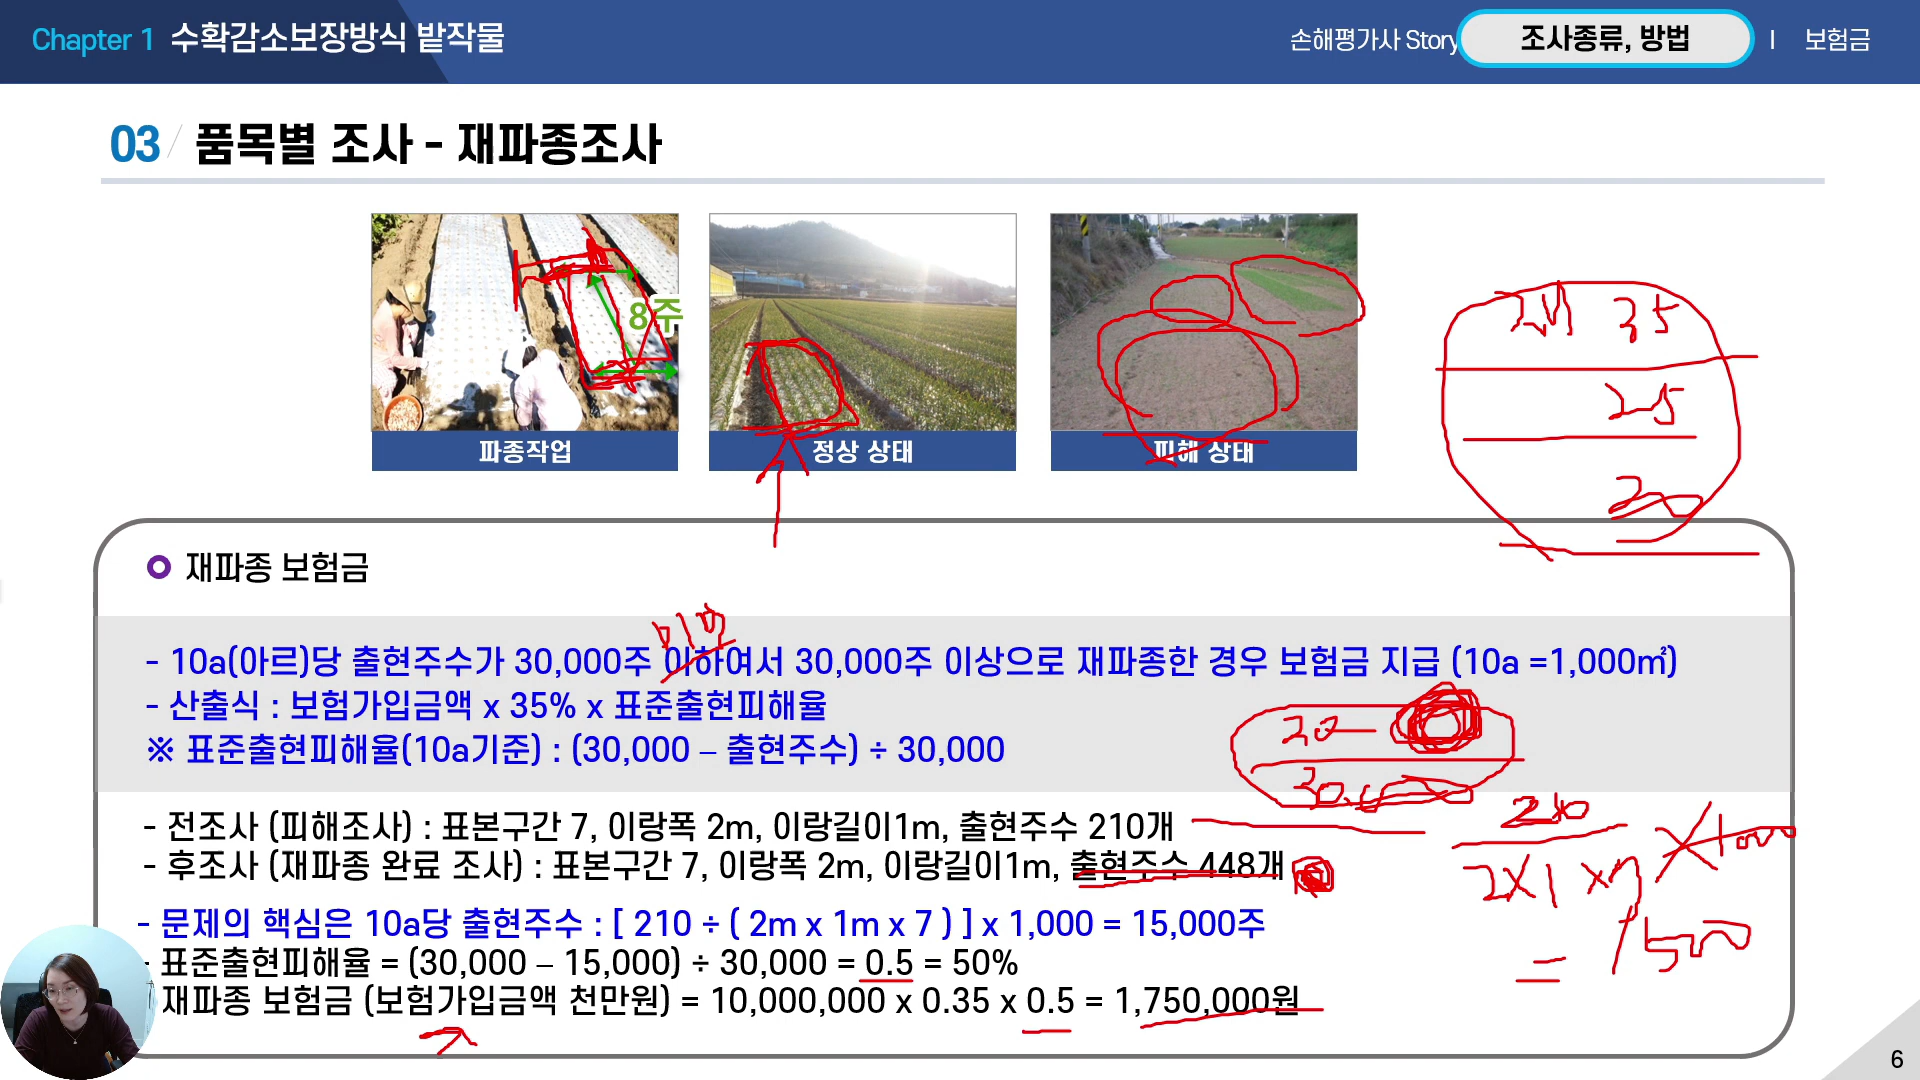 Chapter 1 수확감소보장방식 밭작물
손해평가사 Story
조사종류, 방법
I 보험금
03 / 품목별 조사 - 재파종조사
8주
파종작업
정상 상태
피해 상태
재 35
25
20
재파종 보험금
미만
- 10a(아르)당 출현주수가 30,000주 이하여서 30,000주 이상으로 재파종한 경우 보험금 지급 (10a =1,000㎡)
- 산출식 : 보험가입금액 x 35% x 표준출현피해율
※ 표준출현피해율(10a기준) : (30,000 – 출현주수) ÷ 30,000
- 전조사 (피해조사) : 표본구간 7, 이랑폭 2m, 이랑길이1m, 출현주수 210개
- 후조사 (재파종 완료 조사) : 표본구간 7, 이랑폭 2m, 이랑길이1m, 출현주수 448개
210
2X1 x7 X1000
- 문제의 핵심은 10a당 출현주수 : [ 210 ÷ ( 2m x 1m x 7 ) ] x 1,000 = 15,000주
= 1500
- 표준출현피해율 = (30,000 – 15,000) ÷ 30,000 = 0.5 = 50%
재파종 보험금 (보험가입금액 천만원) = 10,000,000 x 0.35 x 0.5 = 1,750,000원
6